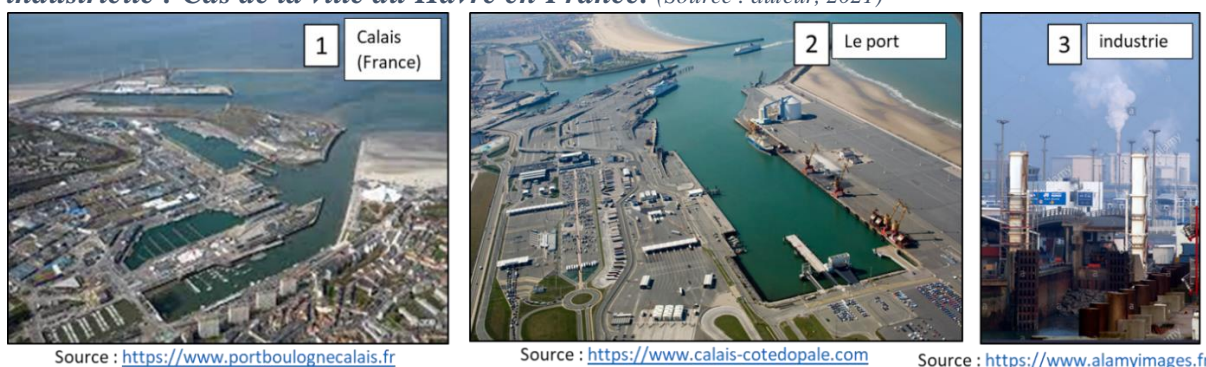 industrielle : Cas de la ville du Havre en France. (Source : auteur, 2021)
1
Calais
(France)
2
Le port
3
industrie
Source : https://www.portboulognecalais.fr
Source : https://www.calais-cotedopale.com
Source : https://www.alamyimages.fr